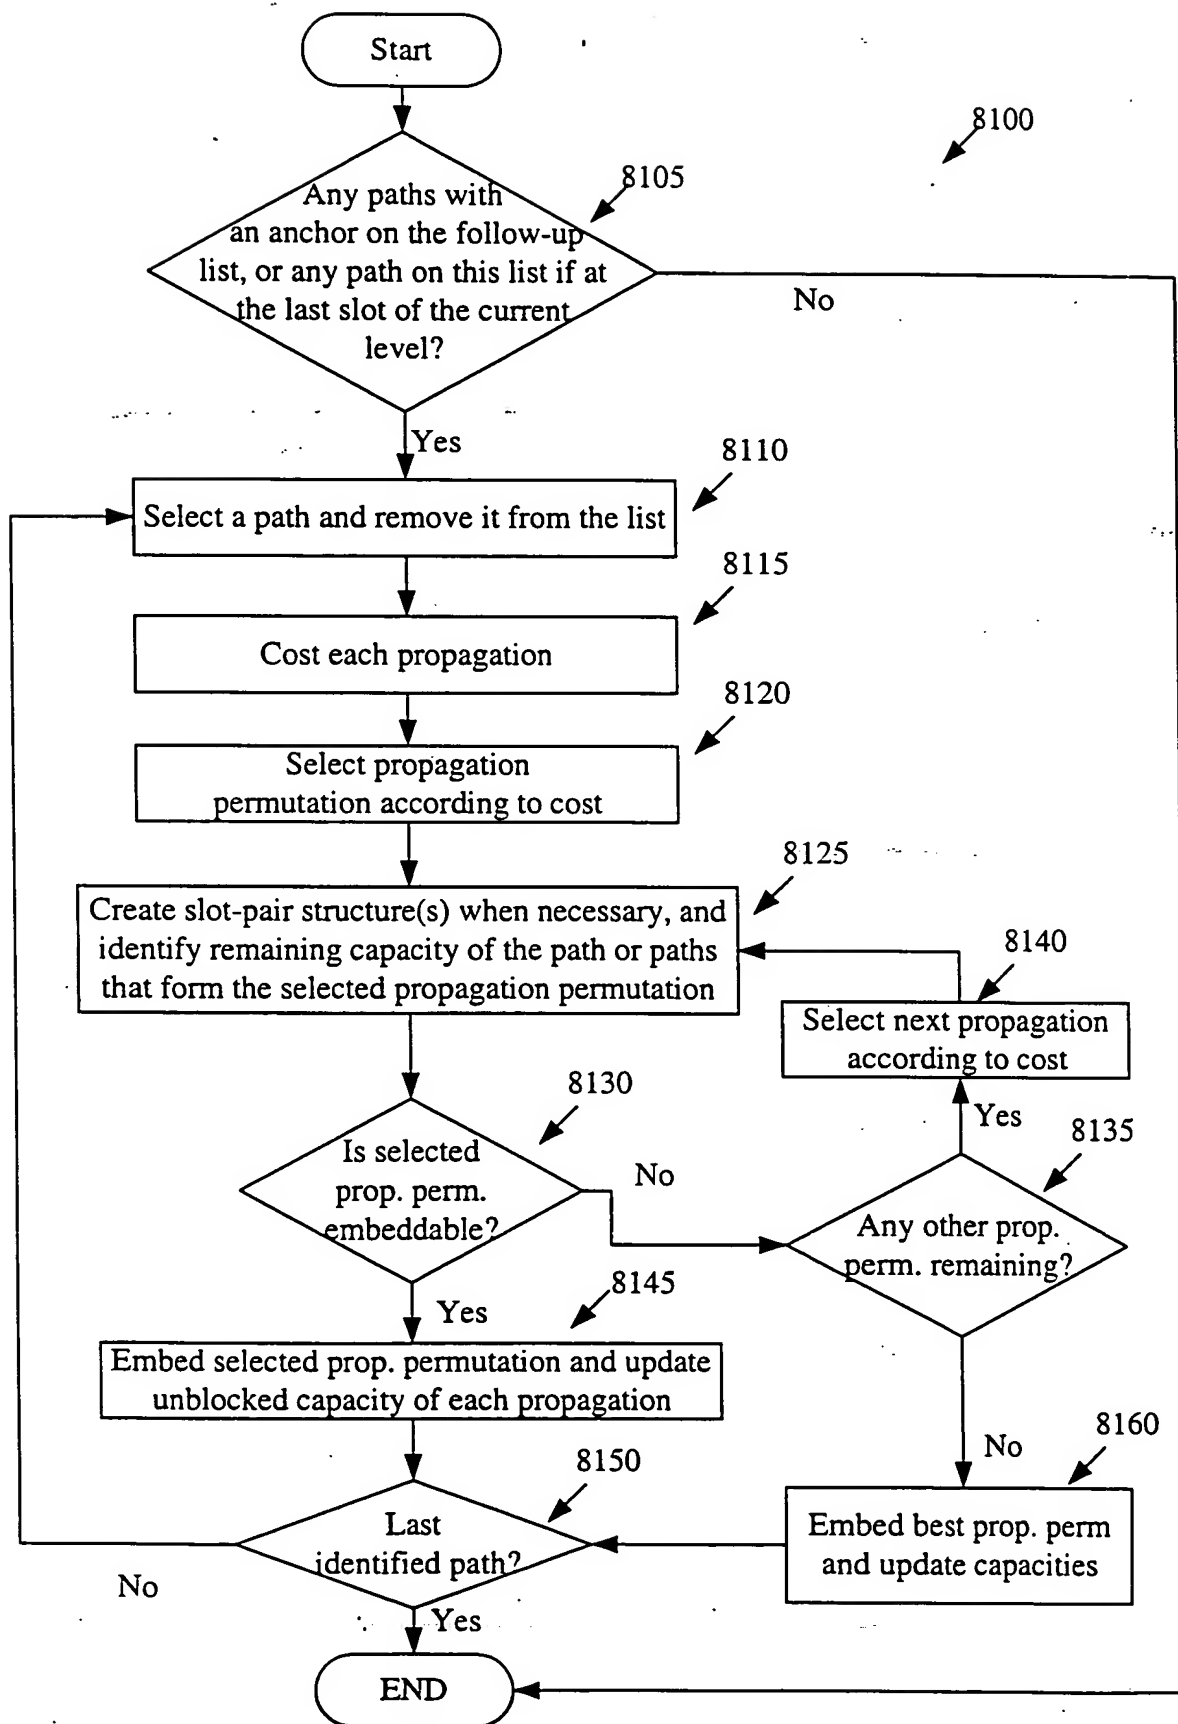 Start
8100
8105
Any paths with
an anchor on the follow-up
list, or any path on this list if at
the last slot of the current
level?
No
Yes
8110
Select a path and remove it from the list
8115
Cost each propagation
8120
Select propagation
permutation according to cost
8125
Create slot-pair structure(s) when necessary, and
identify remaining capacity of the path or paths
that form the selected propagation permutation
8140
Select next propagation
according to cost
8130
Is selected
prop. perm.
embeddable?
No
Yes
8135
Any other prop.
perm. remaining?
8145
Yes
Embed selected prop. permutation and update
unblocked capacity of each propagation
No
8160
8150
Last
identified path?
Embed best prop. perm
and update capacities
No
Yes
END